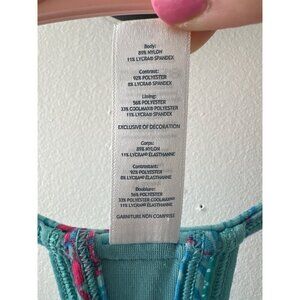 Body:
89% NYLON
11% LYCRA® SPANDEX
Contrast:
92% POLYESTER
8% LYCRA® SPANDEX
Lining:
56% POLYESTER
33% COOLMAX® POLYESTER
11% LYCRA® SPANDEX
EXCLUSIVE OF DECORATION
Corps:
89% NYLON
11% LYCRA® ÉLASTHANNE
Contrastant:
92% POLYESTER
8% LYCRA® ÉLASTHANNE
Doublure:
56% POLYESTER
33% POLYESTER COOLMAX®
11% LYCRA® ÉLASTHANNE
GARNITURE NON COMPRISE